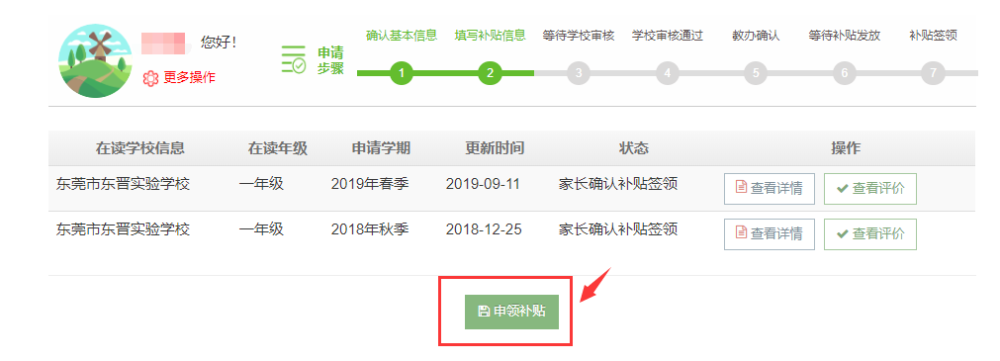 您好！
更多操作
申请
步骤
确认基本信息 填写补贴信息 等待学校审核 学校审核通过 教办确认 等待补贴发放 补贴签领
1 2 3 4 5 6 7
在读学校信息 在读年级 申请学期 更新时间 状态 操作
东莞市东晋实验学校 一年级 2019年春季 2019-09-11 家长确认补贴签领 查看详情 查看评价
东莞市东晋实验学校 一年级 2018年秋季 2018-12-25 家长确认补贴签领 查看详情 查看评价
申领补贴